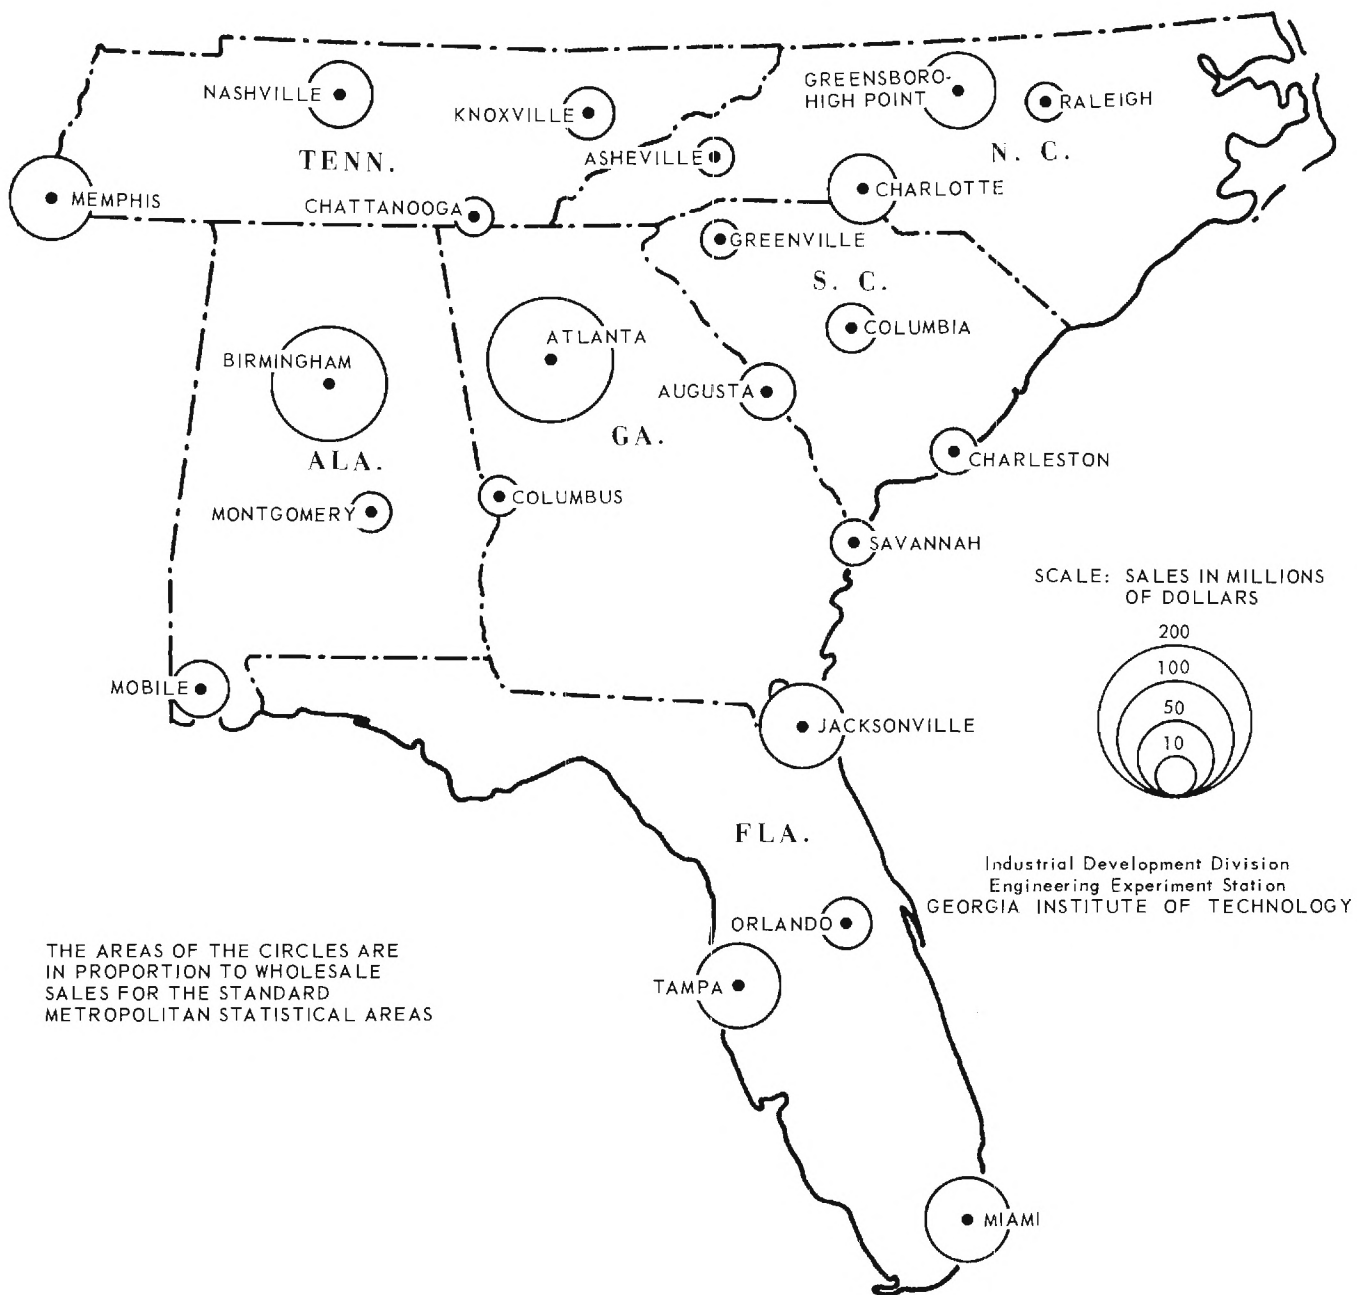 NASHVILLE
KNOXVILLE
GREENSBORO-
HIGH POINT
RALEIGH
TENN.
ASHEVILLE
N. C.
MEMPHIS
CHATTANOOGA
CHARLOTTE
GREENVILLE
S. C.
BIRMINGHAM
ATLANTA
COLUMBIA
AUGUSTA
GA.
ALA.
CHARLESTON
MONTGOMERY
COLUMBUS
SAVANNAH
SCALE: SALES IN MILLIONS
OF DOLLARS
200
100
50
10
MOBILE
JACKSONVILLE
FLA.
Industrial Development Division
Engineering Experiment Station
GEORGIA INSTITUTE OF TECHNOLOGY
ORLANDO
THE AREAS OF THE CIRCLES ARE
IN PROPORTION TO WHOLESALE
SALES FOR THE STANDARD
METROPOLITAN STATISTICAL AREAS
TAMPA
MIAMI